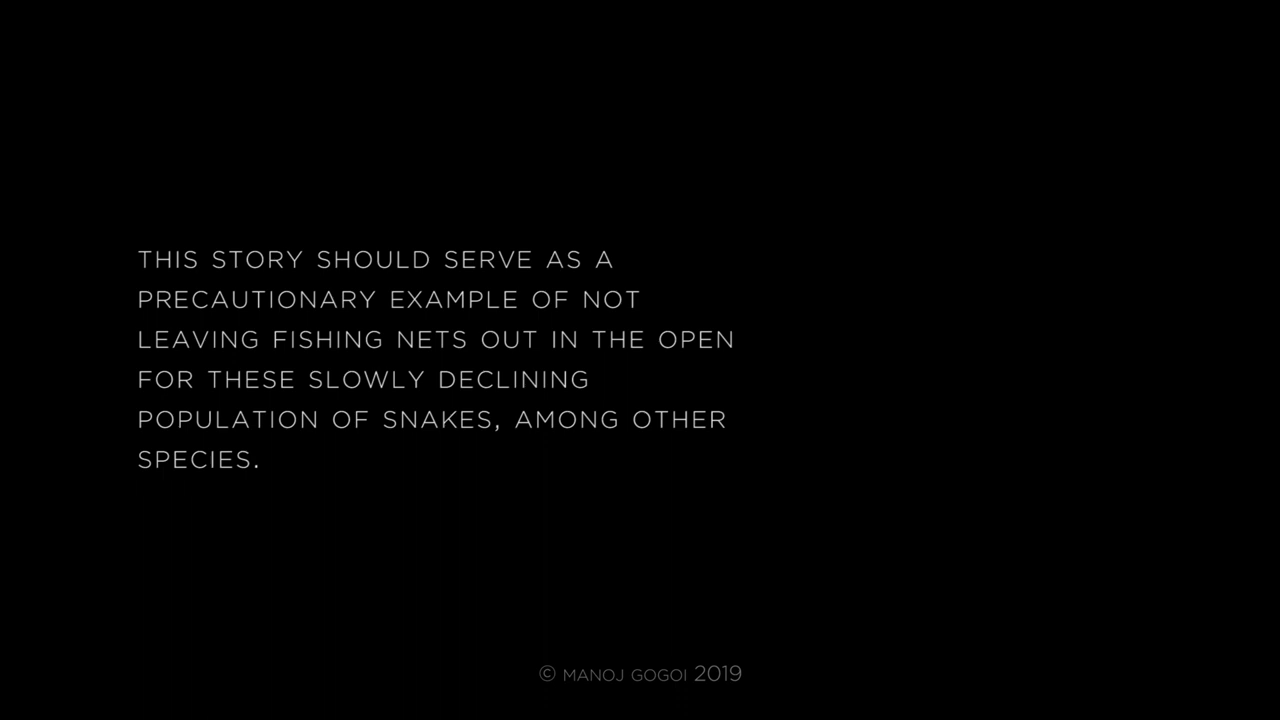 THIS STORY SHOULD SERVE AS A
PRECAUTIONARY EXAMPLE OF NOT
LEAVING FISHING NETS OUT IN THE OPEN
FOR THESE SLOWLY DECLINING
POPULATION OF SNAKES, AMONG OTHER
SPECIES.
© MANOJ GOGOI 2019